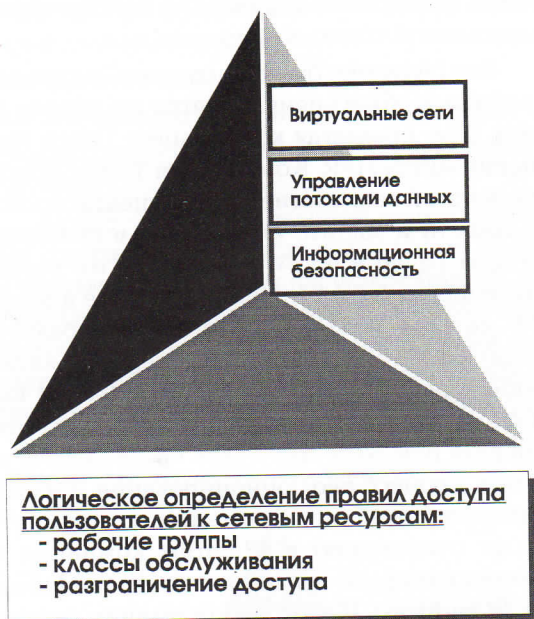 Виртуальные сети
Управление
потоками данных
Информационная
безопасность
Логическое определение правил доступа
пользователей к сетевым ресурсам:
- рабочие группы
- классы обслуживания
- разграничение доступа